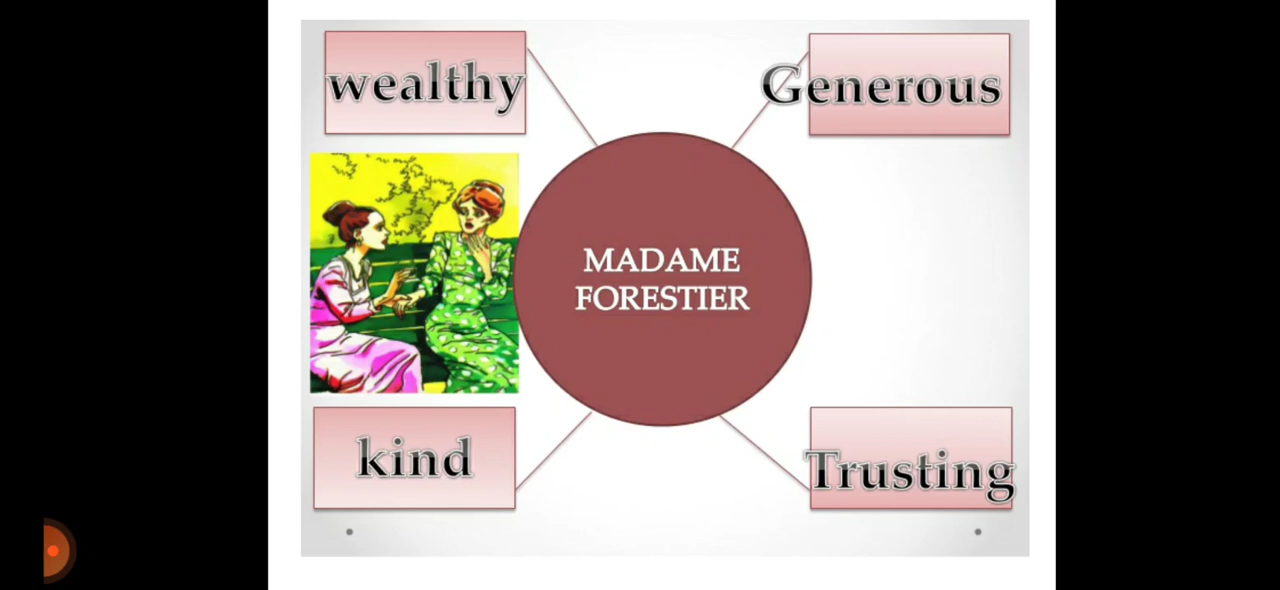 wealthy
Generous
MADAME
FORESTIER
kind
Trusting